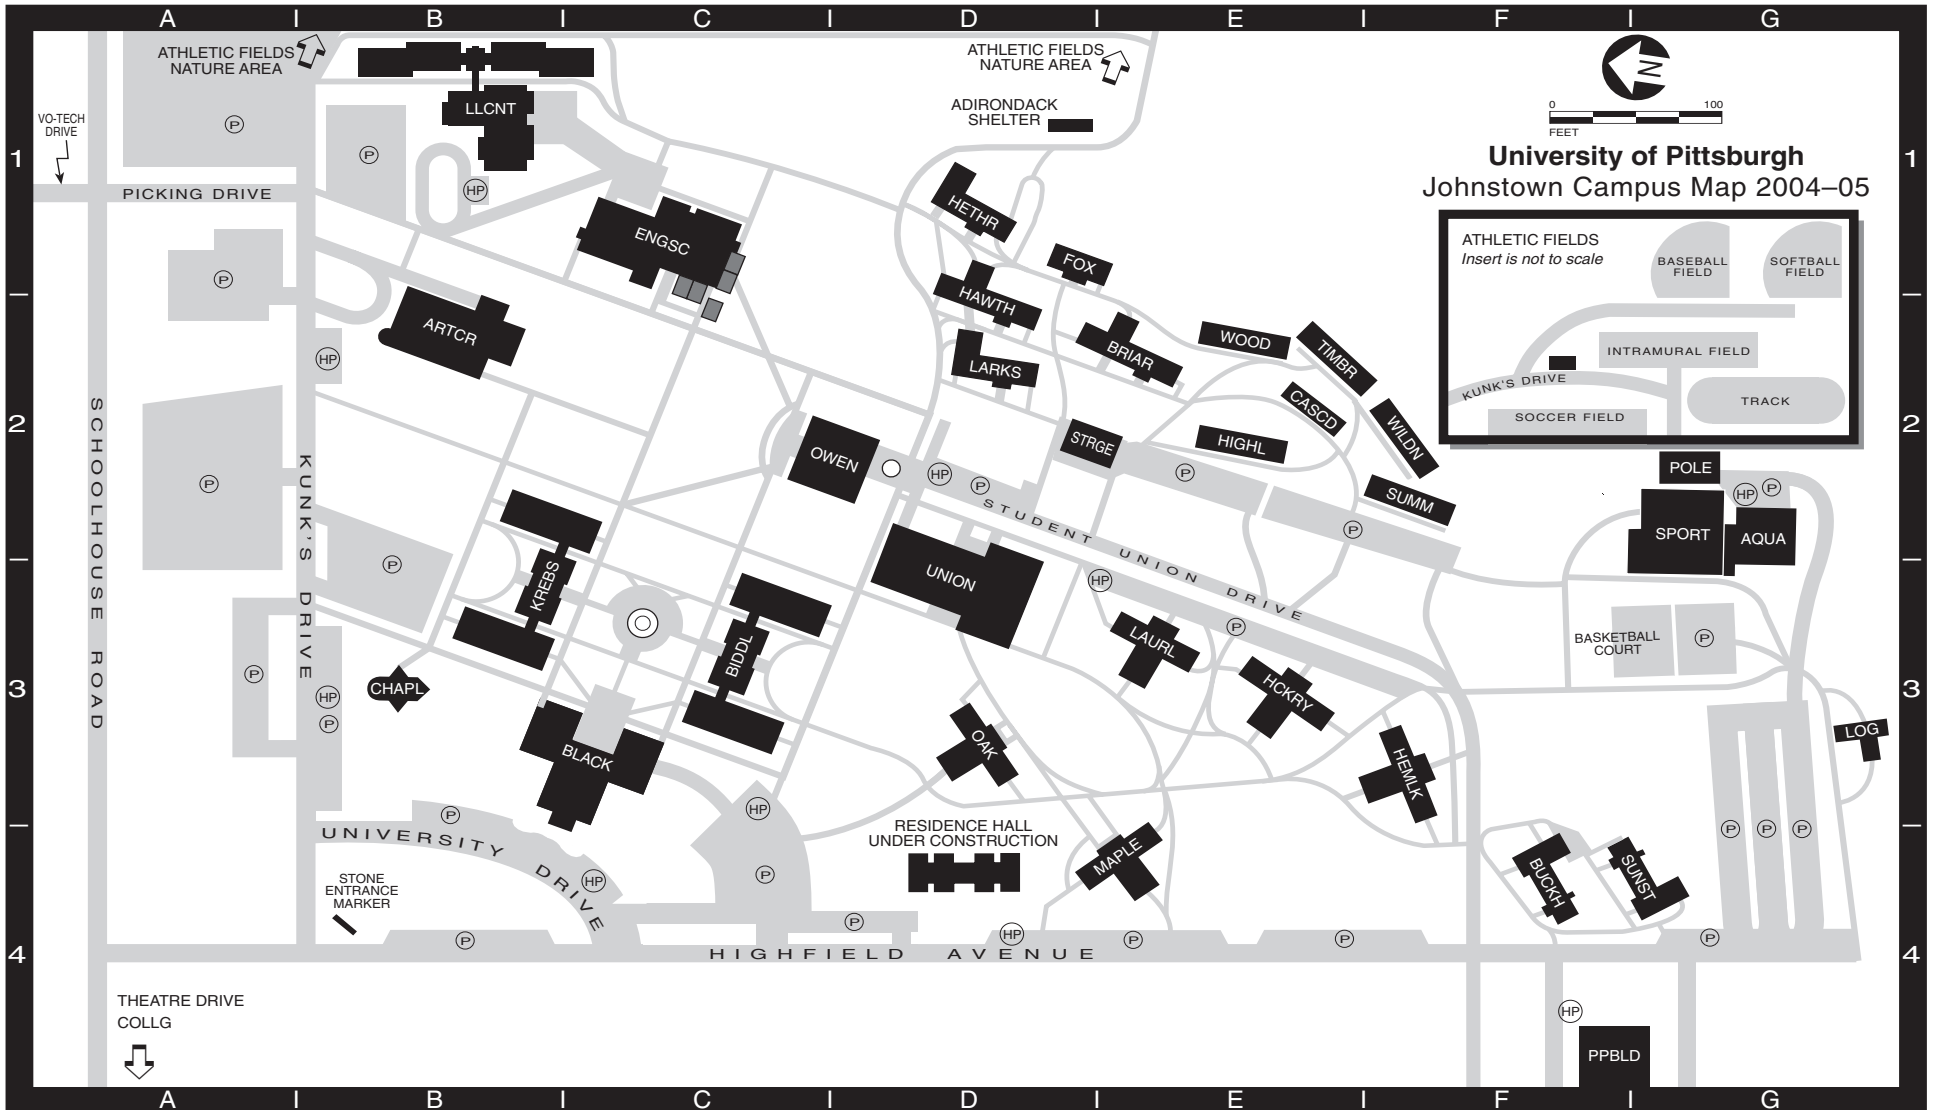 A B C D E F G
ATHLETIC FIELDS
NATURE AREA
ATHLETIC FIELDS
NATURE AREA
ADIRONDACK
SHELTER
N
0 100
FEET
University of Pittsburgh
Johnstown Campus Map 2004–05
VO-TECH
DRIVE
P
P
LLCNT
HP
1
1
PICKING DRIVE
HETHR
ENGSC
FOX
P
HAWTH
ATHLETIC FIELDS
Insert is not to scale
BASEBALL
FIELD
SOFTBALL
FIELD
INTRAMURAL FIELD
KUNK'S DRIVE
TRACK
SOCCER FIELD
ARTCR
HP
LARKS
BRIAR
WOOD
TIMBR
CASCD
WILDN
2
2
SCHOOLHOUSE ROAD
KUNK'S DRIVE
P
OWEN
HP
P
STRGE
HIGHL
P
SUMM
P
POLE
HP
P
SPORT
AQUA
STUDENT UNION DRIVE
P
KREBS
UNION
HP
P
BIDDL
LAURL
BASKETBALL
COURT
P
3
3
P
HP
P
CHAPL
HCKRY
BLACK
OAK
HEMLK
LOG
P
HP
UNIVERSITY DRIVE
RESIDENCE HALL
UNDER CONSTRUCTION
P
P
P
MAPLE
BUCKH
SUNST
STONE
ENTRANCE
MARKER
HP
P
P
P
HP
P
P
P
4
4
HIGHFIELD AVENUE
THEATRE DRIVE
COLLG
HP
PPBLD
A B C D E F G